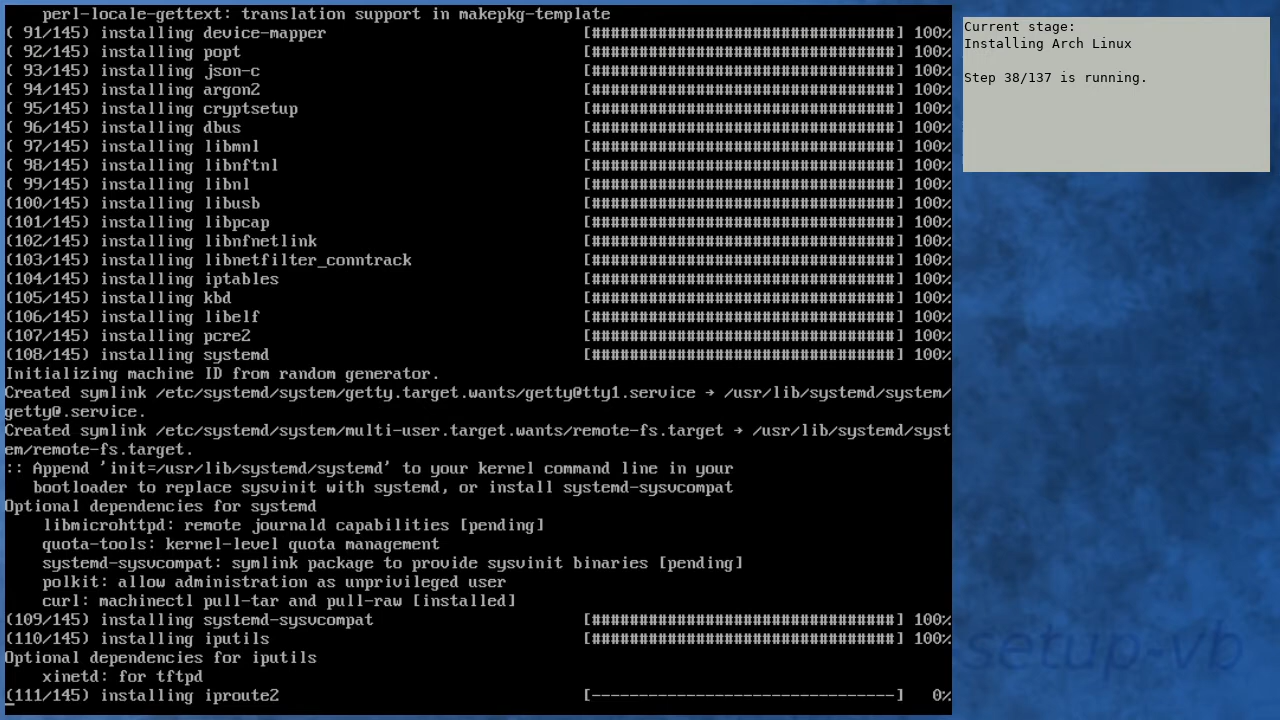 perl-locale-gettext: translation support in makepkg-template
( 91/145) installing device-mapper                           [################################] 100%
( 92/145) installing popt                                    [################################] 100%
( 93/145) installing json-c                                  [################################] 100%
( 94/145) installing argon2                                  [################################] 100%
( 95/145) installing cryptsetup                              [################################] 100%
( 96/145) installing dbus                                    [################################] 100%
( 97/145) installing libmnl                                  [################################] 100%
( 98/145) installing libnftnl                                [################################] 100%
( 99/145) installing libnl                                   [################################] 100%
(100/145) installing libusb                                  [################################] 100%
(101/145) installing libpcap                                 [################################] 100%
(102/145) installing libnfnetlink                            [################################] 100%
(103/145) installing libnetfilter_conntrack                  [################################] 100%
(104/145) installing iptables                                [################################] 100%
(105/145) installing kbd                                     [################################] 100%
(106/145) installing libelf                                  [################################] 100%
(107/145) installing pcre2                                   [################################] 100%
(108/145) installing systemd                                 [################################] 100%
Initializing machine ID from random generator.
Created symlink /etc/systemd/system/getty.target.wants/getty@tty1.service → /usr/lib/systemd/system/
getty@.service.
Created symlink /etc/systemd/system/multi-user.target.wants/remote-fs.target → /usr/lib/systemd/syst
em/remote-fs.target.
:: Append 'init=/usr/lib/systemd/systemd' to your kernel command line in your
   bootloader to replace sysvinit with systemd, or install systemd-sysvcompat
Optional dependencies for systemd
    libmicrohttpd: remote journald capabilities [pending]
    quota-tools: kernel-level quota management
    systemd-sysvcompat: symlink package to provide sysvinit binaries [pending]
    polkit: allow administration as unprivileged user
    curl: machinectl pull-tar and pull-raw [installed]
(109/145) installing systemd-sysvcompat                      [################################] 100%
(110/145) installing iputils                                 [################################] 100%
Optional dependencies for iputils
    xinetd: for tftpd
(111/145) installing iproute2                                [--------------------------------]   0%
Current stage:
Installing Arch Linux
Step 38/137 is running.
setup-vb